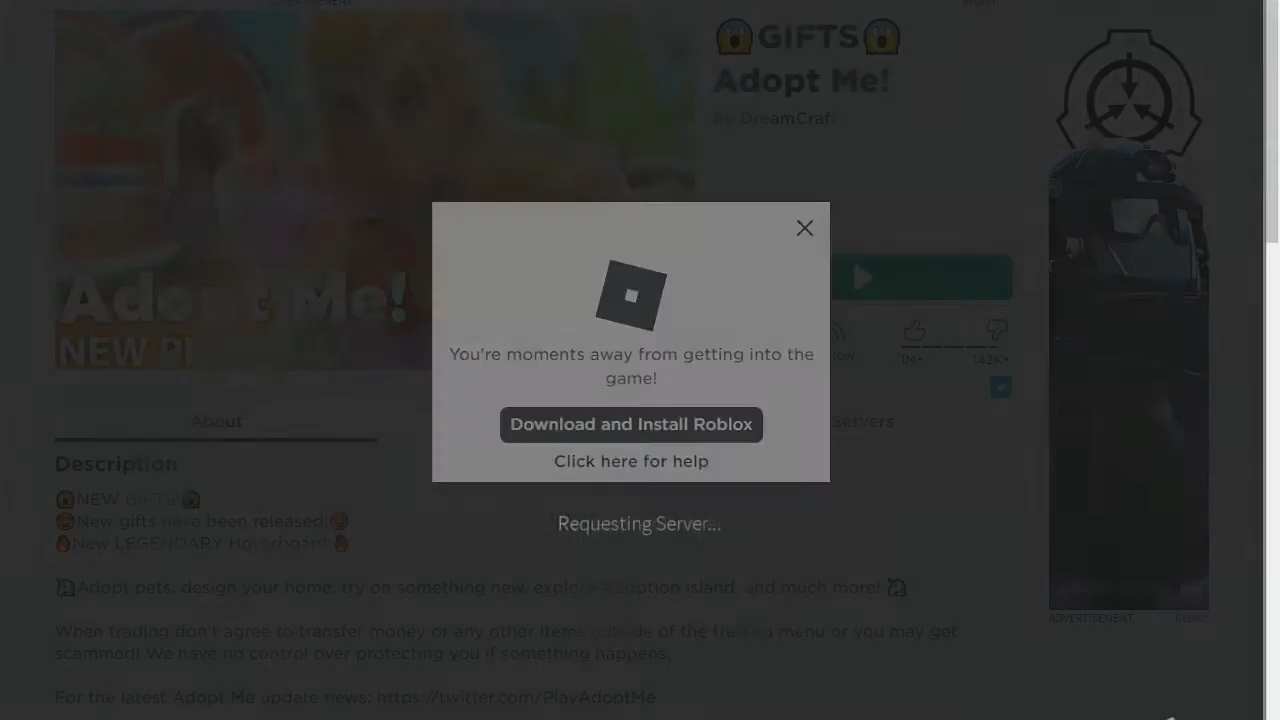 ADVERTISEMENT
Report
GIFTS
Adopt Me!
By DreamCraft
Adopt Me!
NEW
You're moments away from getting into the
game!
Download and Install Roblox
Click here for help
Requesting Server...
1M+
142K+
About
Servers
Description
NEW GIFTS!
New gifts have been released!
New LEGENDARY Hoverboard!
Adopt pets, design your home, try on something new, explore Adoption Island, and much more!
When trading don't agree to transfer money or any other items outside of the trading menu or you may get
scammed! We have no control over protecting you if something happens.
For the latest Adopt Me update news: https://twitter.com/PlayAdoptMe
ADVERTISEMENT
Report